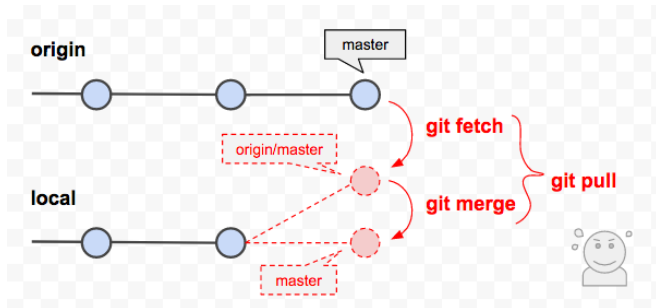 origin
master
git fetch
origin/master
git pull
local
git merge
master